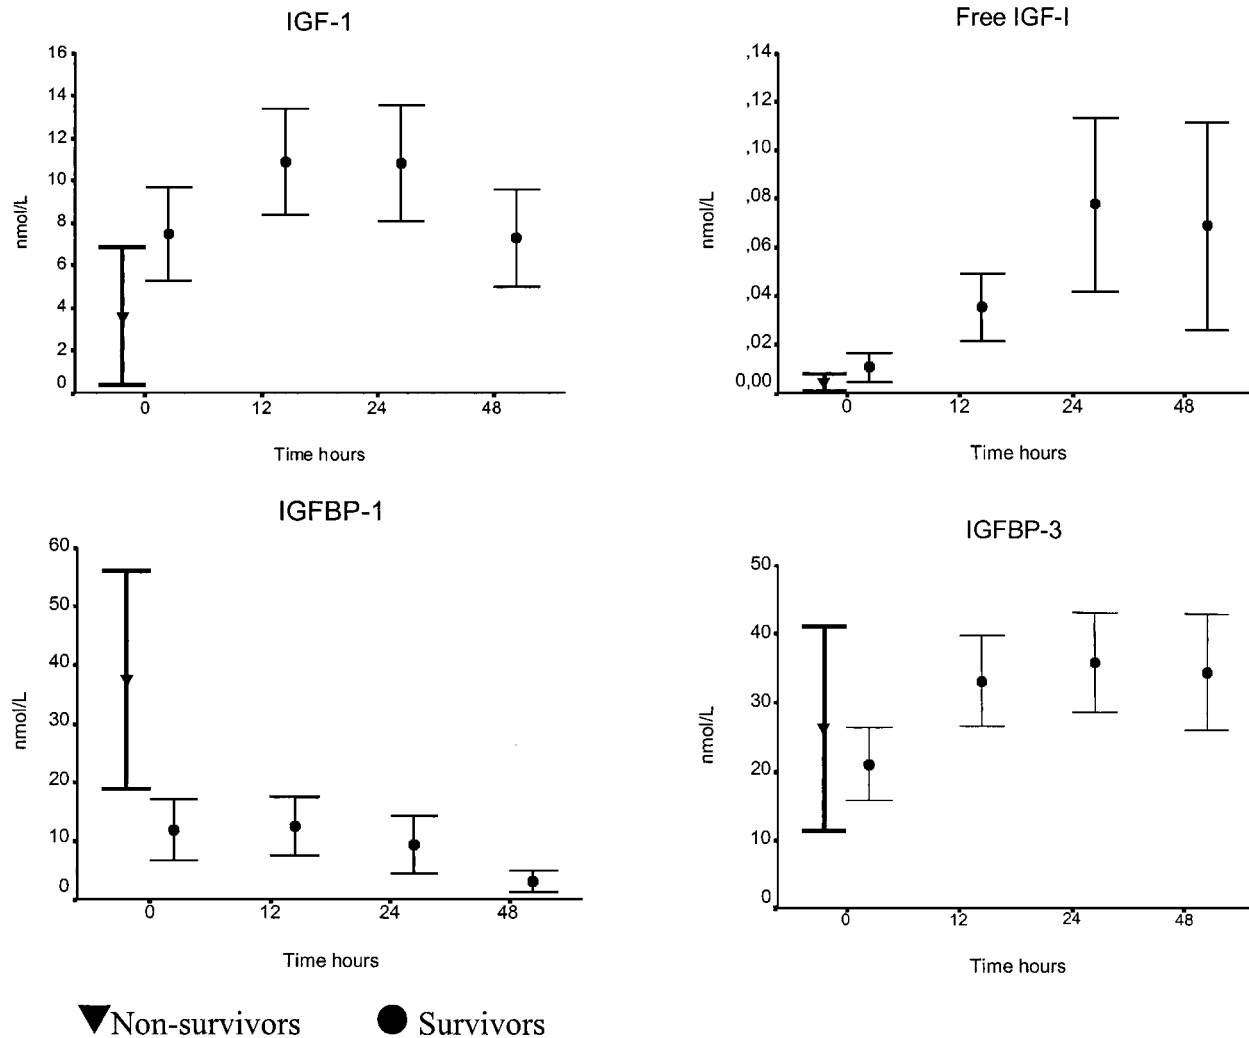 IGF-1
16
14
12
10
8
6
4
2
0
nmol/L
0 12 24 48
Time hours
Free IGF-I
,14
,12
,10
,08
,06
,04
,02
0,00
nmol/L
0 12 24 48
Time hours
IGFBP-1
60
50
40
30
20
10
0
nmol/L
0 12 24 48
Time hours
IGFBP-3
50
40
30
20
10
0
nmol/L
0 12 24 48
Time hours
Non-survivors Survivors